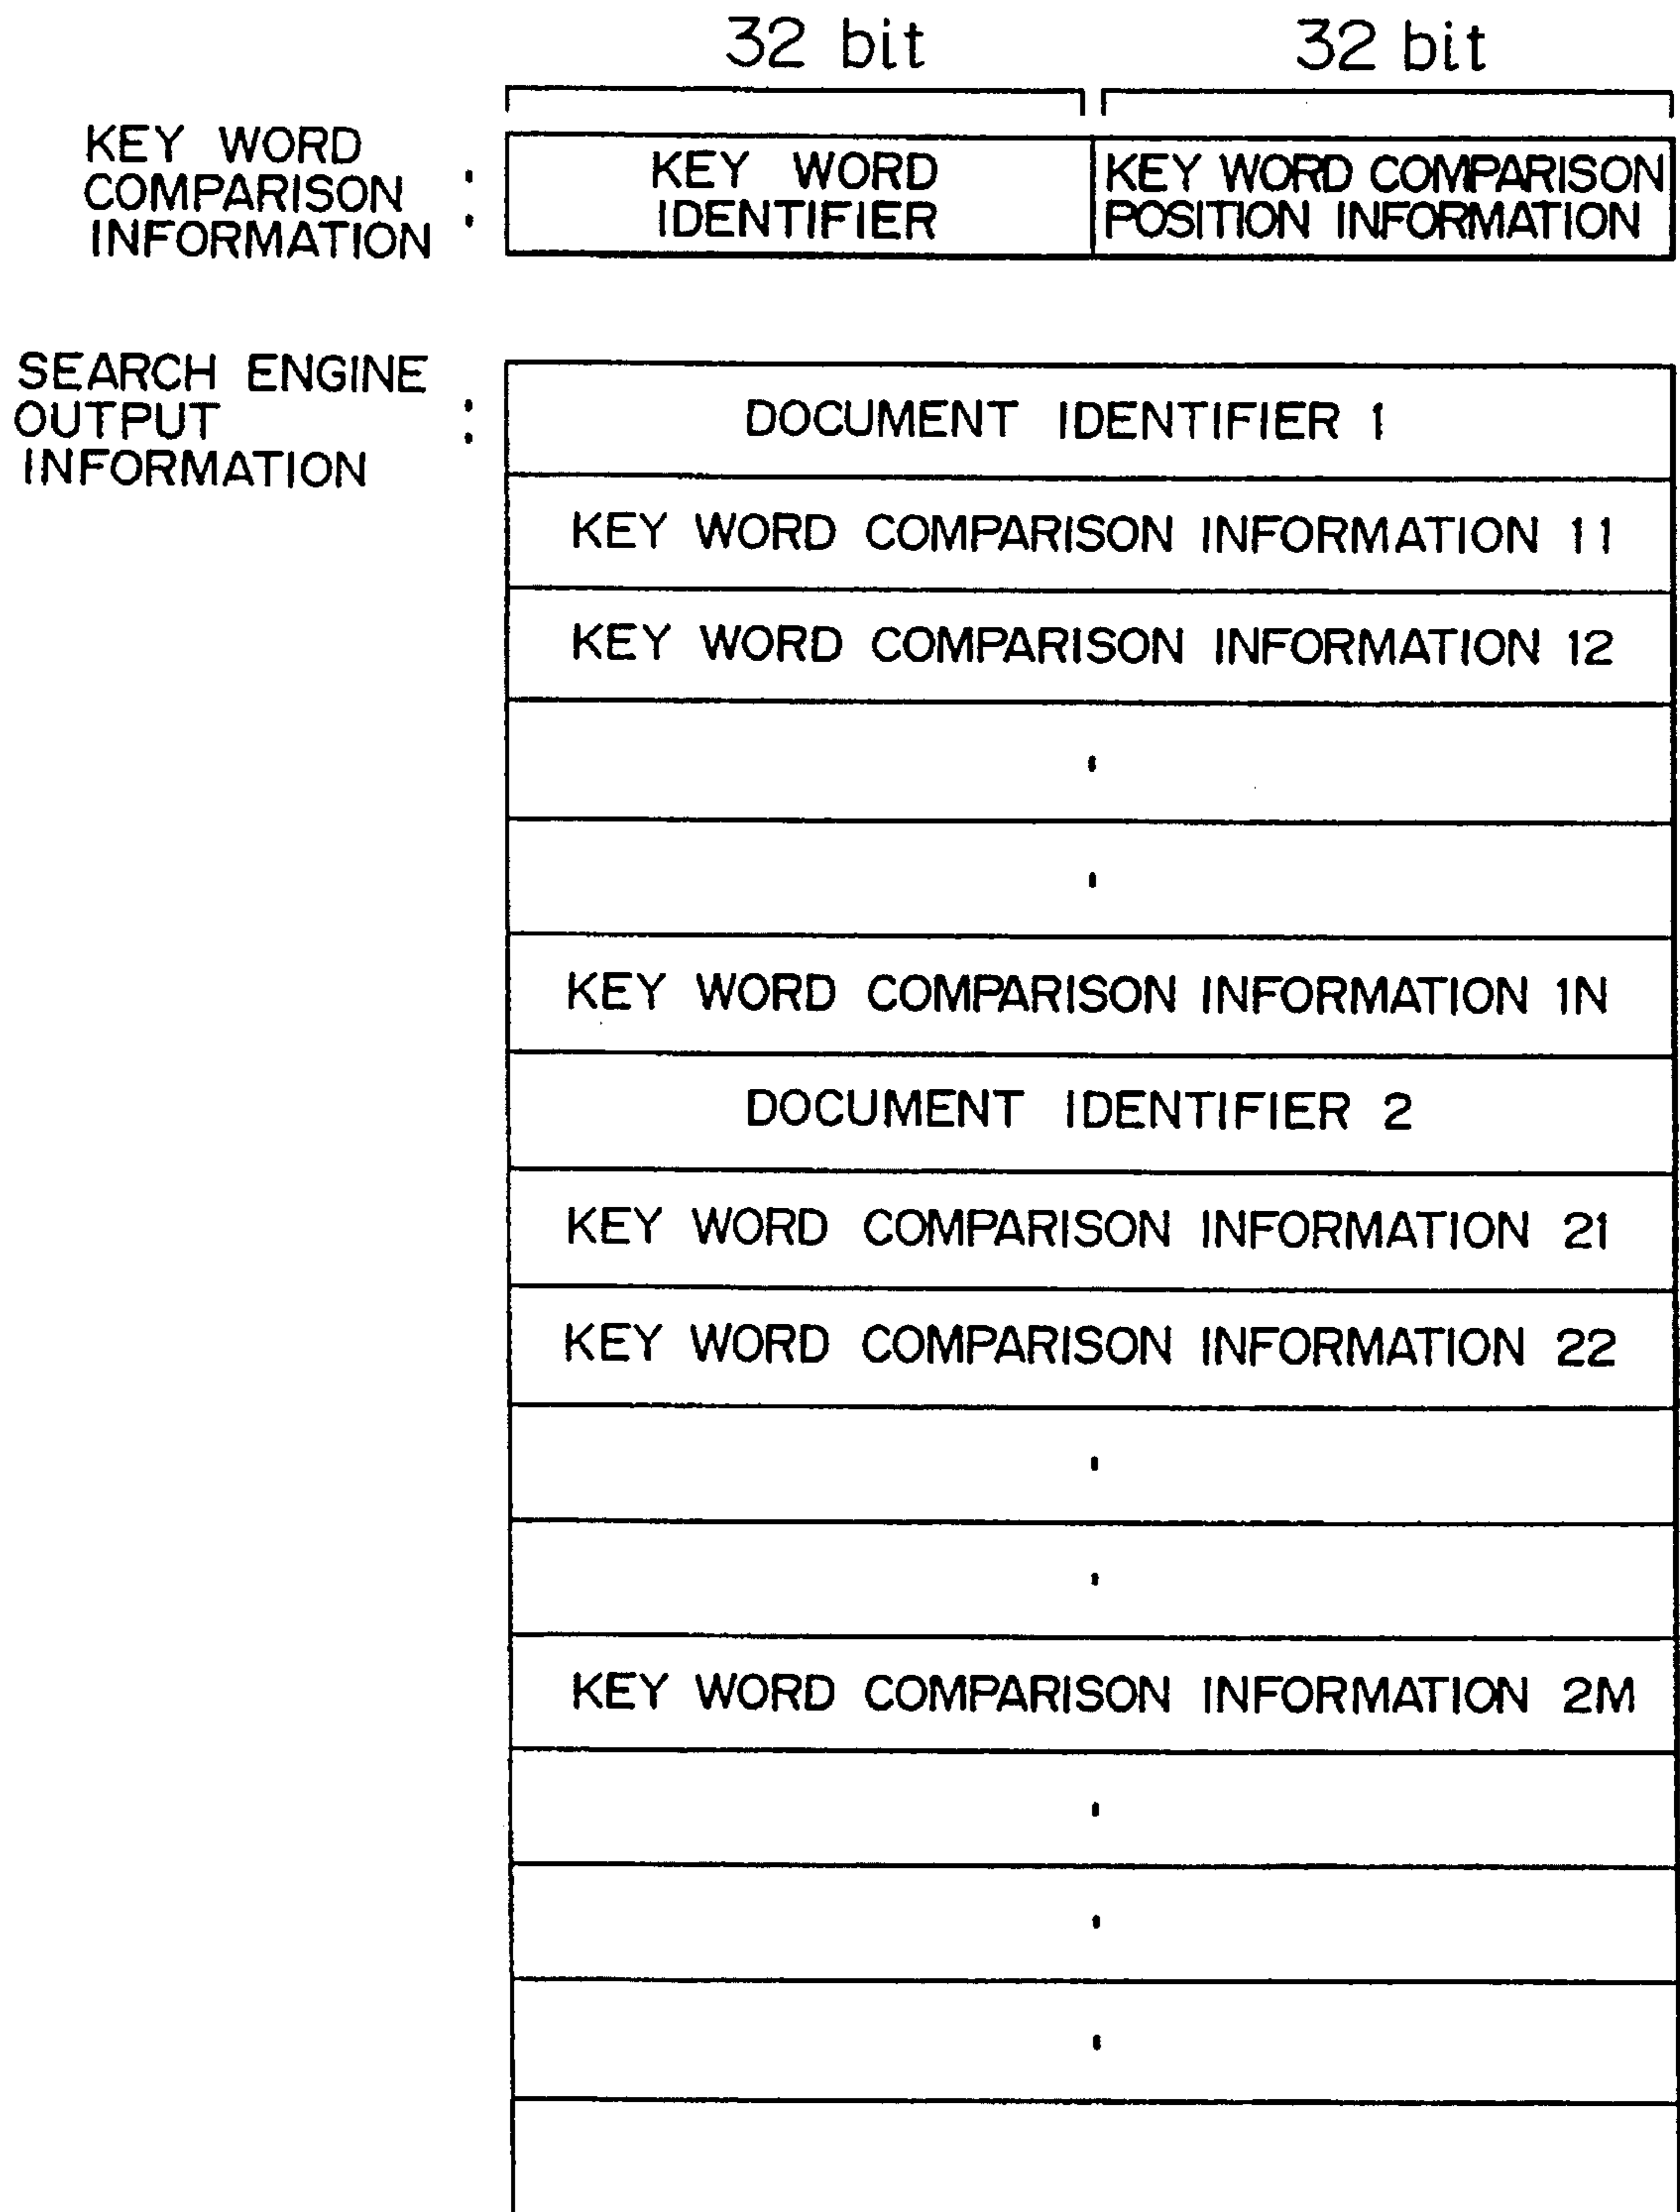 32 bit 32 bit
KEY WORD
COMPARISON :
INFORMATION
KEY WORD
IDENTIFIER
KEY WORD COMPARISON
POSITION INFORMATION
SEARCH ENGINE
OUTPUT :
INFORMATION
DOCUMENT IDENTIFIER 1
KEY WORD COMPARISON INFORMATION 11
KEY WORD COMPARISON INFORMATION 12
KEY WORD COMPARISON INFORMATION 1N
DOCUMENT IDENTIFIER 2
KEY WORD COMPARISON INFORMATION 21
KEY WORD COMPARISON INFORMATION 22
KEY WORD COMPARISON INFORMATION 2M